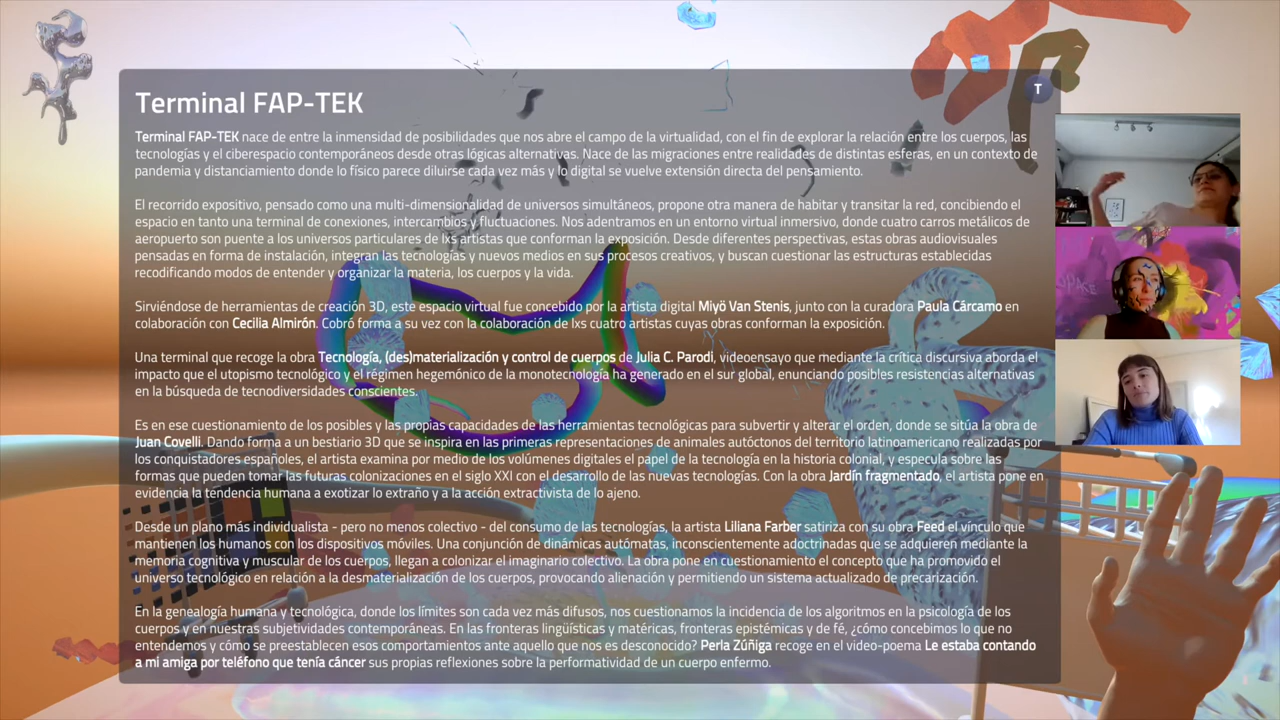 Terminal FAP-TEK
T
Terminal FAP-TEK nace de entre la inmensidad de posibilidades que nos abre el campo de la virtualidad, con el fin de explorar la relación entre los cuerpos, las
tecnologías y el ciberespacio contemporáneos desde otras lógicas alternativas. Nace de las migraciones entre realidades de distintas esferas, en un contexto de
pandemia y distanciamiento donde lo físico parece diluirse cada vez más y lo digital se vuelve extensión directa del pensamiento.
El recorrido expositivo, pensado como una multi-dimensionalidad de universos simultáneos, propone otra manera de habitar y transitar la red, concibiendo el
espacio en tanto una terminal de conexiones, intercambios y fluctuaciones. Nos adentramos en un entorno virtual inmersivo, donde cuatro carros metálicos de
aeropuerto son puente a los universos particulares de lxs artistas que conforman la exposición. Desde diferentes perspectivas, estas obras audiovisuales
pensadas en forma de instalación, integran las tecnologías y nuevos medios en sus procesos creativos, y buscan cuestionar las estructuras establecidas
recodificando modos de entender y organizar la materia, los cuerpos y la vida.
Sirviéndose de herramientas de creación 3D, este espacio virtual fue concebido por la artista digital Miyö Van Stenis, junto con la curadora Paula Cárcamo en
colaboración con Cecilia Almirón. Cobró forma a su vez con la colaboración de lxs cuatro artistas cuyas obras conforman la exposición.
Una terminal que recoge la obra Tecnología, (des)materialización y control de cuerpos de Julia C. Parodi, videoensayo que mediante la crítica discursiva aborda el
impacto que el utopismo tecnológico y el régimen hegemónico de la monotecnología ha generado en el sur global, enunciando posibles resistencias alternativas
en la búsqueda de tecnodiversidades conscientes.
Es en ese cuestionamiento de los posibles y las propias capacidades de las herramientas tecnológicas para subvertir y alterar el orden, donde se sitúa la obra de
Juan Covelli. Dando forma a un bestiario 3D que se inspira en las primeras representaciones de animales autóctonos del territorio latinoamericano realizadas por
los conquistadores españoles, el artista examina por medio de los volúmenes digitales el papel de la tecnología en la historia colonial, y especula sobre las
formas que pueden tomar las futuras colonizaciones en el siglo XXI con el desarrollo de las nuevas tecnologías. Con la obra Jardín fragmentado, el artista pone en
evidencia la tendencia humana a exotizar lo extraño y a la acción extractivista de lo ajeno.
Desde un plano más individualista - pero no menos colectivo - del consumo de las tecnologías, la artista Liliana Farber satiriza con su obra Feed el vínculo que
mantienen los humanos con los dispositivos móviles. Una conjunción de dinámicas autómatas, inconscientemente adoctrinadas que se adquieren mediante la
memoria cognitiva y muscular de los cuerpos, llegan a colonizar el imaginario colectivo. La obra pone en cuestionamiento el concepto que ha promovido el
universo tecnológico en relación a la desmaterialización de los cuerpos, provocando alienación y permitiendo un sistema actualizado de precarización.
En la genealogía humana y tecnológica, donde los límites son cada vez más difusos, nos cuestionamos la incidencia de los algoritmos en la psicología de los
cuerpos y en nuestras subjetividades contemporáneas. En las fronteras lingüísticas y matéricas, fronteras epistémicas y de fé, ¿cómo concebimos lo que no
entendemos y cómo se preestablecen esos comportamientos ante aquello que nos es desconocido? Perla Zúñiga recoge en el video-poema Le estaba contando
a mi amiga por teléfono que tenía cáncer sus propias reflexiones sobre la performatividad de un cuerpo enfermo.